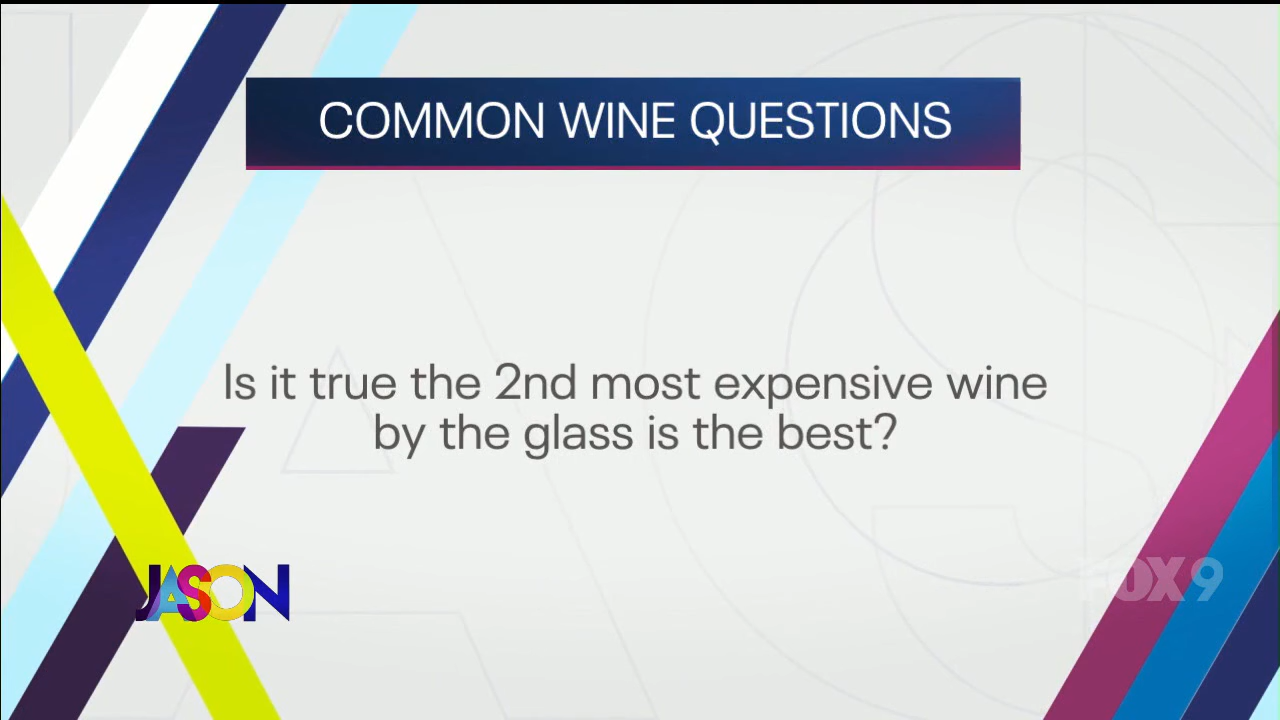 COMMON WINE QUESTIONS
Is it true the 2nd most expensive wine
by the glass is the best?
JASON
FOX 9